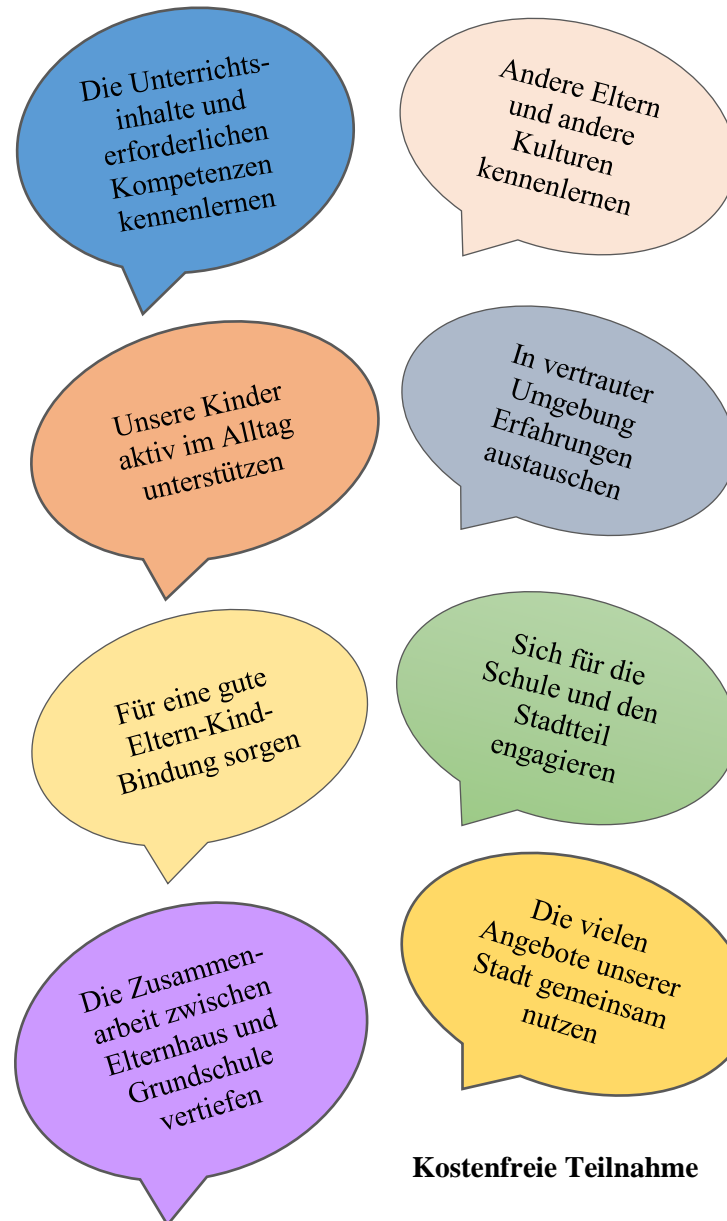 Die Unterrichts-
inhalte und
erforderlichen
Kompetenzen
kennenlernen
Andere Eltern
und andere
Kulturen
kennenlernen
Unsere Kinder
aktiv im Alltag
unterstützen
In vertrauter
Umgebung
Erfahrungen
austauschen
Für eine gute
Eltern-Kind-
Bindung sorgen
Sich für die
Schule und den
Stadtteil
engagieren
Die Zusammen-
arbeit zwischen
Elternhaus und
Grundschule
vertiefen
Die vielen
Angebote unserer
Stadt gemeinsam
nutzen
Kostenfreie Teilnahme